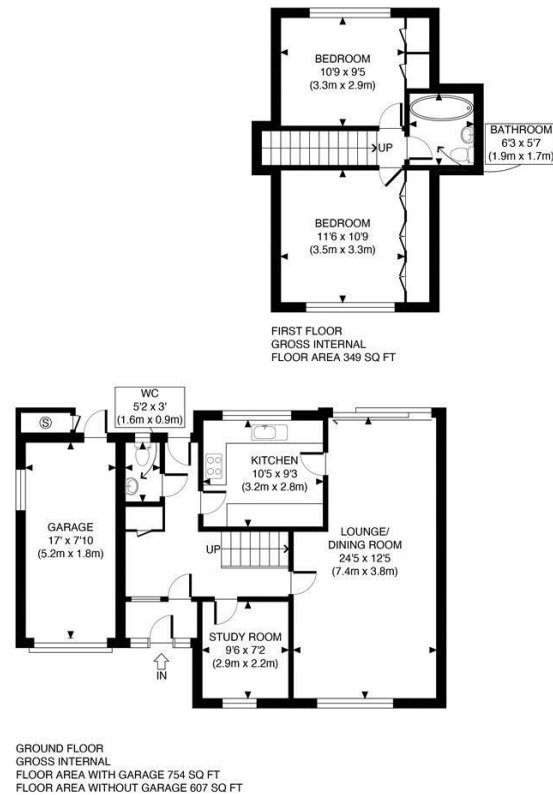 BEDROOM
10'9 x 9'5
(3.3m x 2.9m)
BATHROOM
6'3 x 5'7
(1.9m x 1.7m)
UP
BEDROOM
11'6 x 10'9
(3.5m x 3.3m)
FIRST FLOOR
GROSS INTERNAL
FLOOR AREA 349 SQ FT
WC
5'2 x 3'
(1.6m x 0.9m)
S
KITCHEN
10'5 x 9'3
(3.2m x 2.8m)
GARAGE
17' x 7'10
(5.2m x 1.8m)
LOUNGE/
DINING ROOM
24'5 x 12'5
(7.4m x 3.8m)
UP
STUDY ROOM
9'6 x 7'2
(2.9m x 2.2m)
IN
GROUND FLOOR
GROSS INTERNAL
FLOOR AREA WITH GARAGE 754 SQ FT
FLOOR AREA WITHOUT GARAGE 607 SQ FT